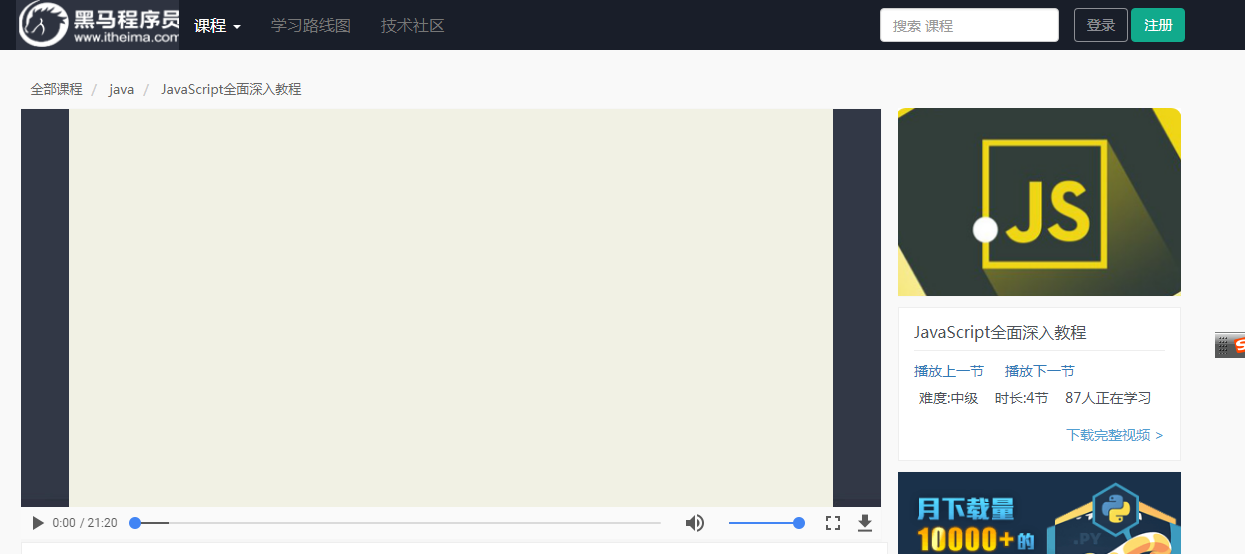 黑马程序员
www.itheima.com
课程 学习路线图 技术社区 搜索 课程 登录 注册
全部课程 / java / JavaScript全面深入教程
JS
JavaScript全面深入教程
播放上一节 播放下一节
难度:中级 时长:4节 87人正在学习
下载完整视频 >
0:00 / 21:20
月下载量
10000+的
.PY